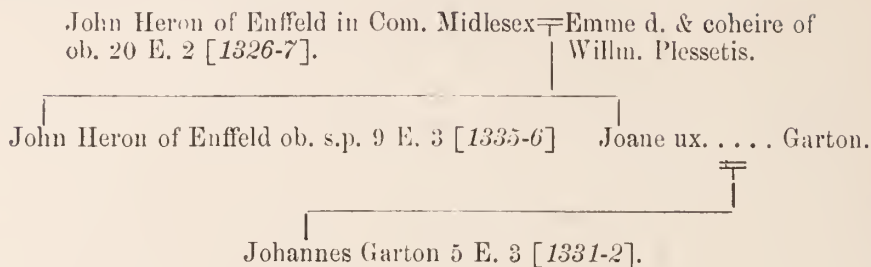 John Heron of Enffeld in Com. Midlesex Emme d. & coheire of
ob. 20 E. 2 [1326-7]. Willm. Plessetis.
John Heron of Enffeld ob. s.p. 9 E. 3 [1335-6] Joane ux. . . . . Garton.
Johannes Garton 5 E. 3 [1331-2].